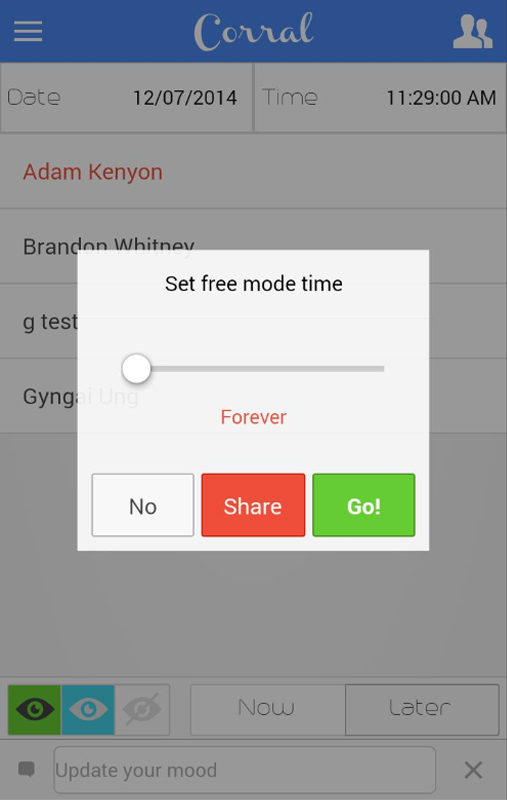 Corral
Date 12/07/2014 Time 11:29:00 AM
Adam Kenyon
Brandon Whitney
Set free mode time
g test
Gyngai Ung
Forever
No Share Go!
Now Later
Update your mood